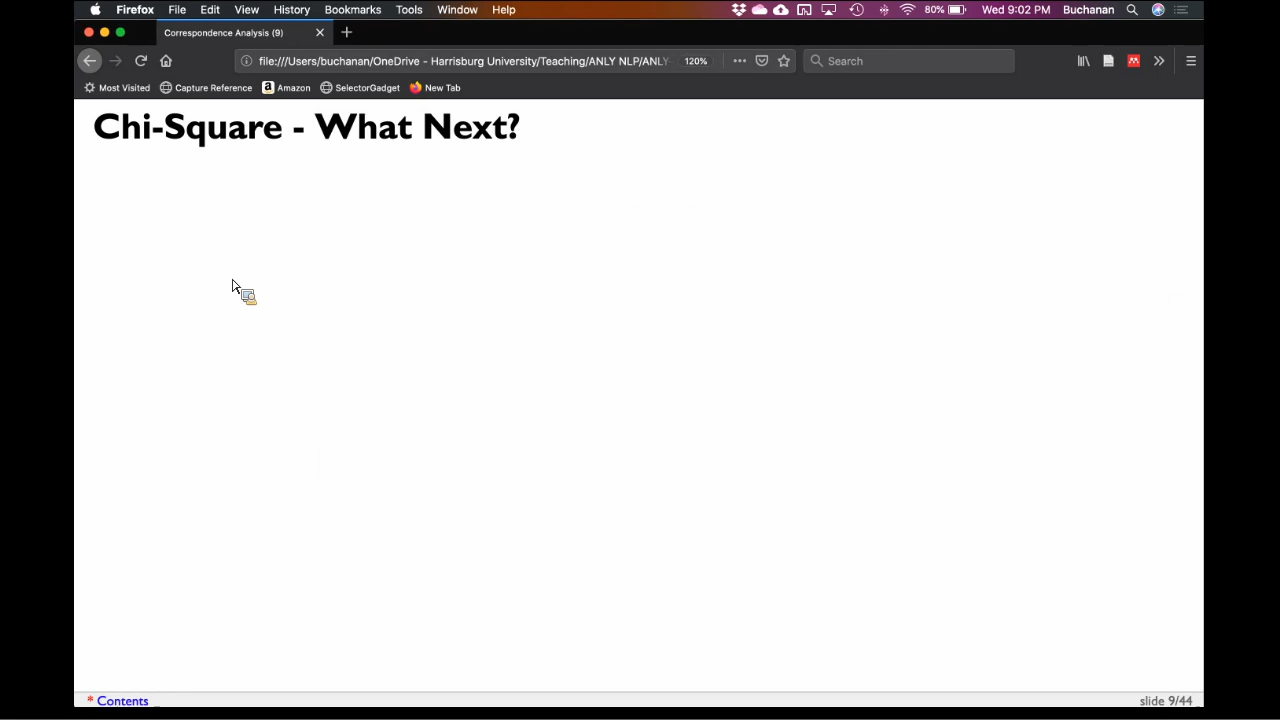 Firefox File Edit View History Bookmarks Tools Window Help 80% Wed 9:02 PM Buchanan
Correspondence Analysis (9)
file:///Users/buchanan/OneDrive - Harrisburg University/Teaching/ANLY NLP/ANLY 120% Search
Most Visited Capture Reference Amazon SelectorGadget New Tab
Chi-Square - What Next?
* Contents slide 9/44